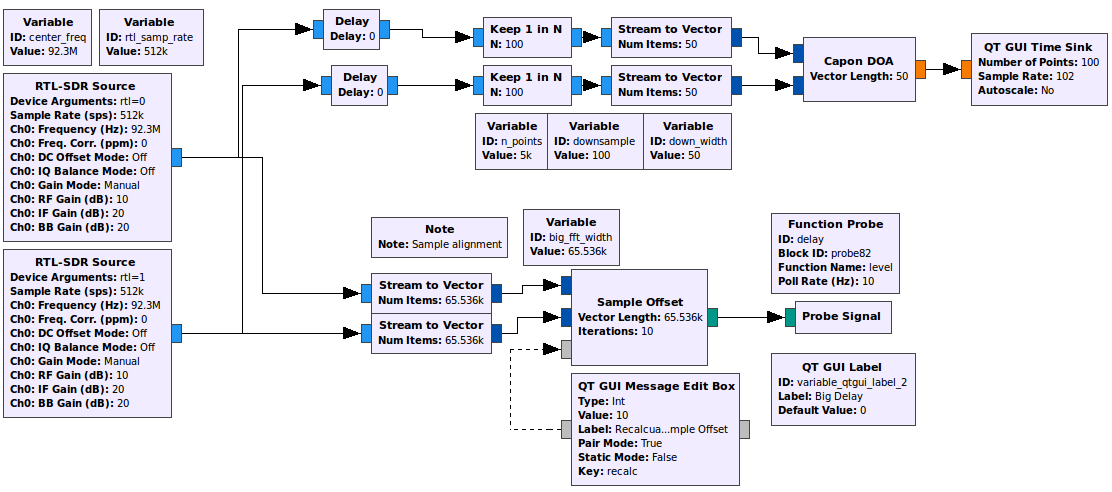 Variable
ID: center_freq
Value: 92.3M
Variable
ID: rtl_samp_rate
Value: 512k
Delay
Delay: 0
Keep 1 in N
N: 100
Stream to Vector
Num Items: 50
Delay
Delay: 0
Keep 1 in N
N: 100
Stream to Vector
Num Items: 50
Capon DOA
Vector Length: 50
QT GUI Time Sink
Number of Points: 100
Sample Rate: 102
Autoscale: No
RTL-SDR Source
Device Arguments: rtl=0
Sample Rate (sps): 512k
Ch0: Frequency (Hz): 92.3M
Ch0: Freq. Corr. (ppm): 0
Ch0: DC Offset Mode: Off
Ch0: IQ Balance Mode: Off
Ch0: Gain Mode: Manual
Ch0: RF Gain (dB): 10
Ch0: IF Gain (dB): 20
Ch0: BB Gain (dB): 20
Variable
ID: n_points
Value: 5k
Variable
ID: downsample
Value: 100
Variable
ID: down_width
Value: 50
Note
Note: Sample alignment
Variable
ID: big_fft_width
Value: 65.536k
Function Probe
ID: delay
Block ID: probe82
Function Name: level
Poll Rate (Hz): 10
RTL-SDR Source
Device Arguments: rtl=1
Sample Rate (sps): 512k
Ch0: Frequency (Hz): 92.3M
Ch0: Freq. Corr. (ppm): 0
Ch0: DC Offset Mode: Off
Ch0: IQ Balance Mode: Off
Ch0: Gain Mode: Manual
Ch0: RF Gain (dB): 10
Ch0: IF Gain (dB): 20
Ch0: BB Gain (dB): 20
Stream to Vector
Num Items: 65.536k
Stream to Vector
Num Items: 65.536k
Sample Offset
Vector Length: 65.536k
Iterations: 10
Probe Signal
QT GUI Message Edit Box
Type: Int
Value: 10
Label: Recalcua...mple Offset
Pair Mode: True
Static Mode: False
Key: recalc
QT GUI Label
ID: variable_qtgui_label_2
Label: Big Delay
Default Value: 0